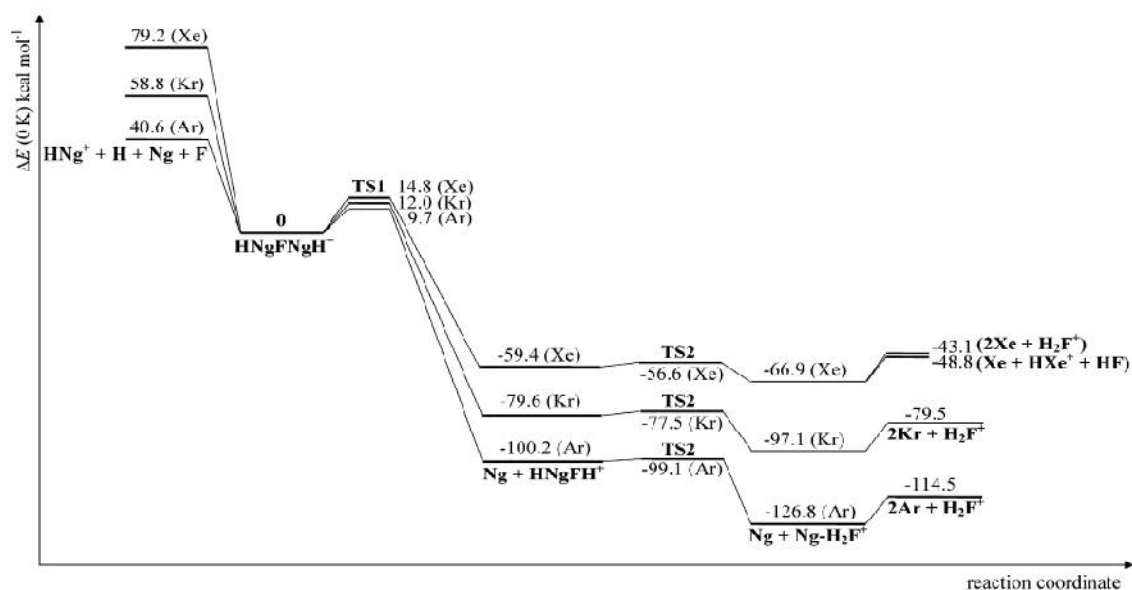 79.2 (Xe)
58.8 (Kr)
40.6 (Ar)
HNg⁺ + H + Ng + F
ΔE (0 K) kcal mol⁻¹
0
HNgFNgH⁻
TS1
14.8 (Xe)
12.0 (Kr)
9.7 (Ar)
-59.4 (Xe)
TS2
-56.6 (Xe)
-66.9 (Xe)
-43.1 (2Xe + H₂F⁺)
-48.8 (Xe + HXe⁺ + HF)
-79.6 (Kr)
TS2
-77.5 (Kr)
-97.1 (Kr)
-79.5
2Kr + H₂F⁺
-100.2 (Ar)
Ng + HNgFH⁺
TS2
-99.1 (Ar)
-126.8 (Ar)
Ng + Ng-H₂F⁺
-114.5
2Ar + H₂F⁺
reaction coordinate